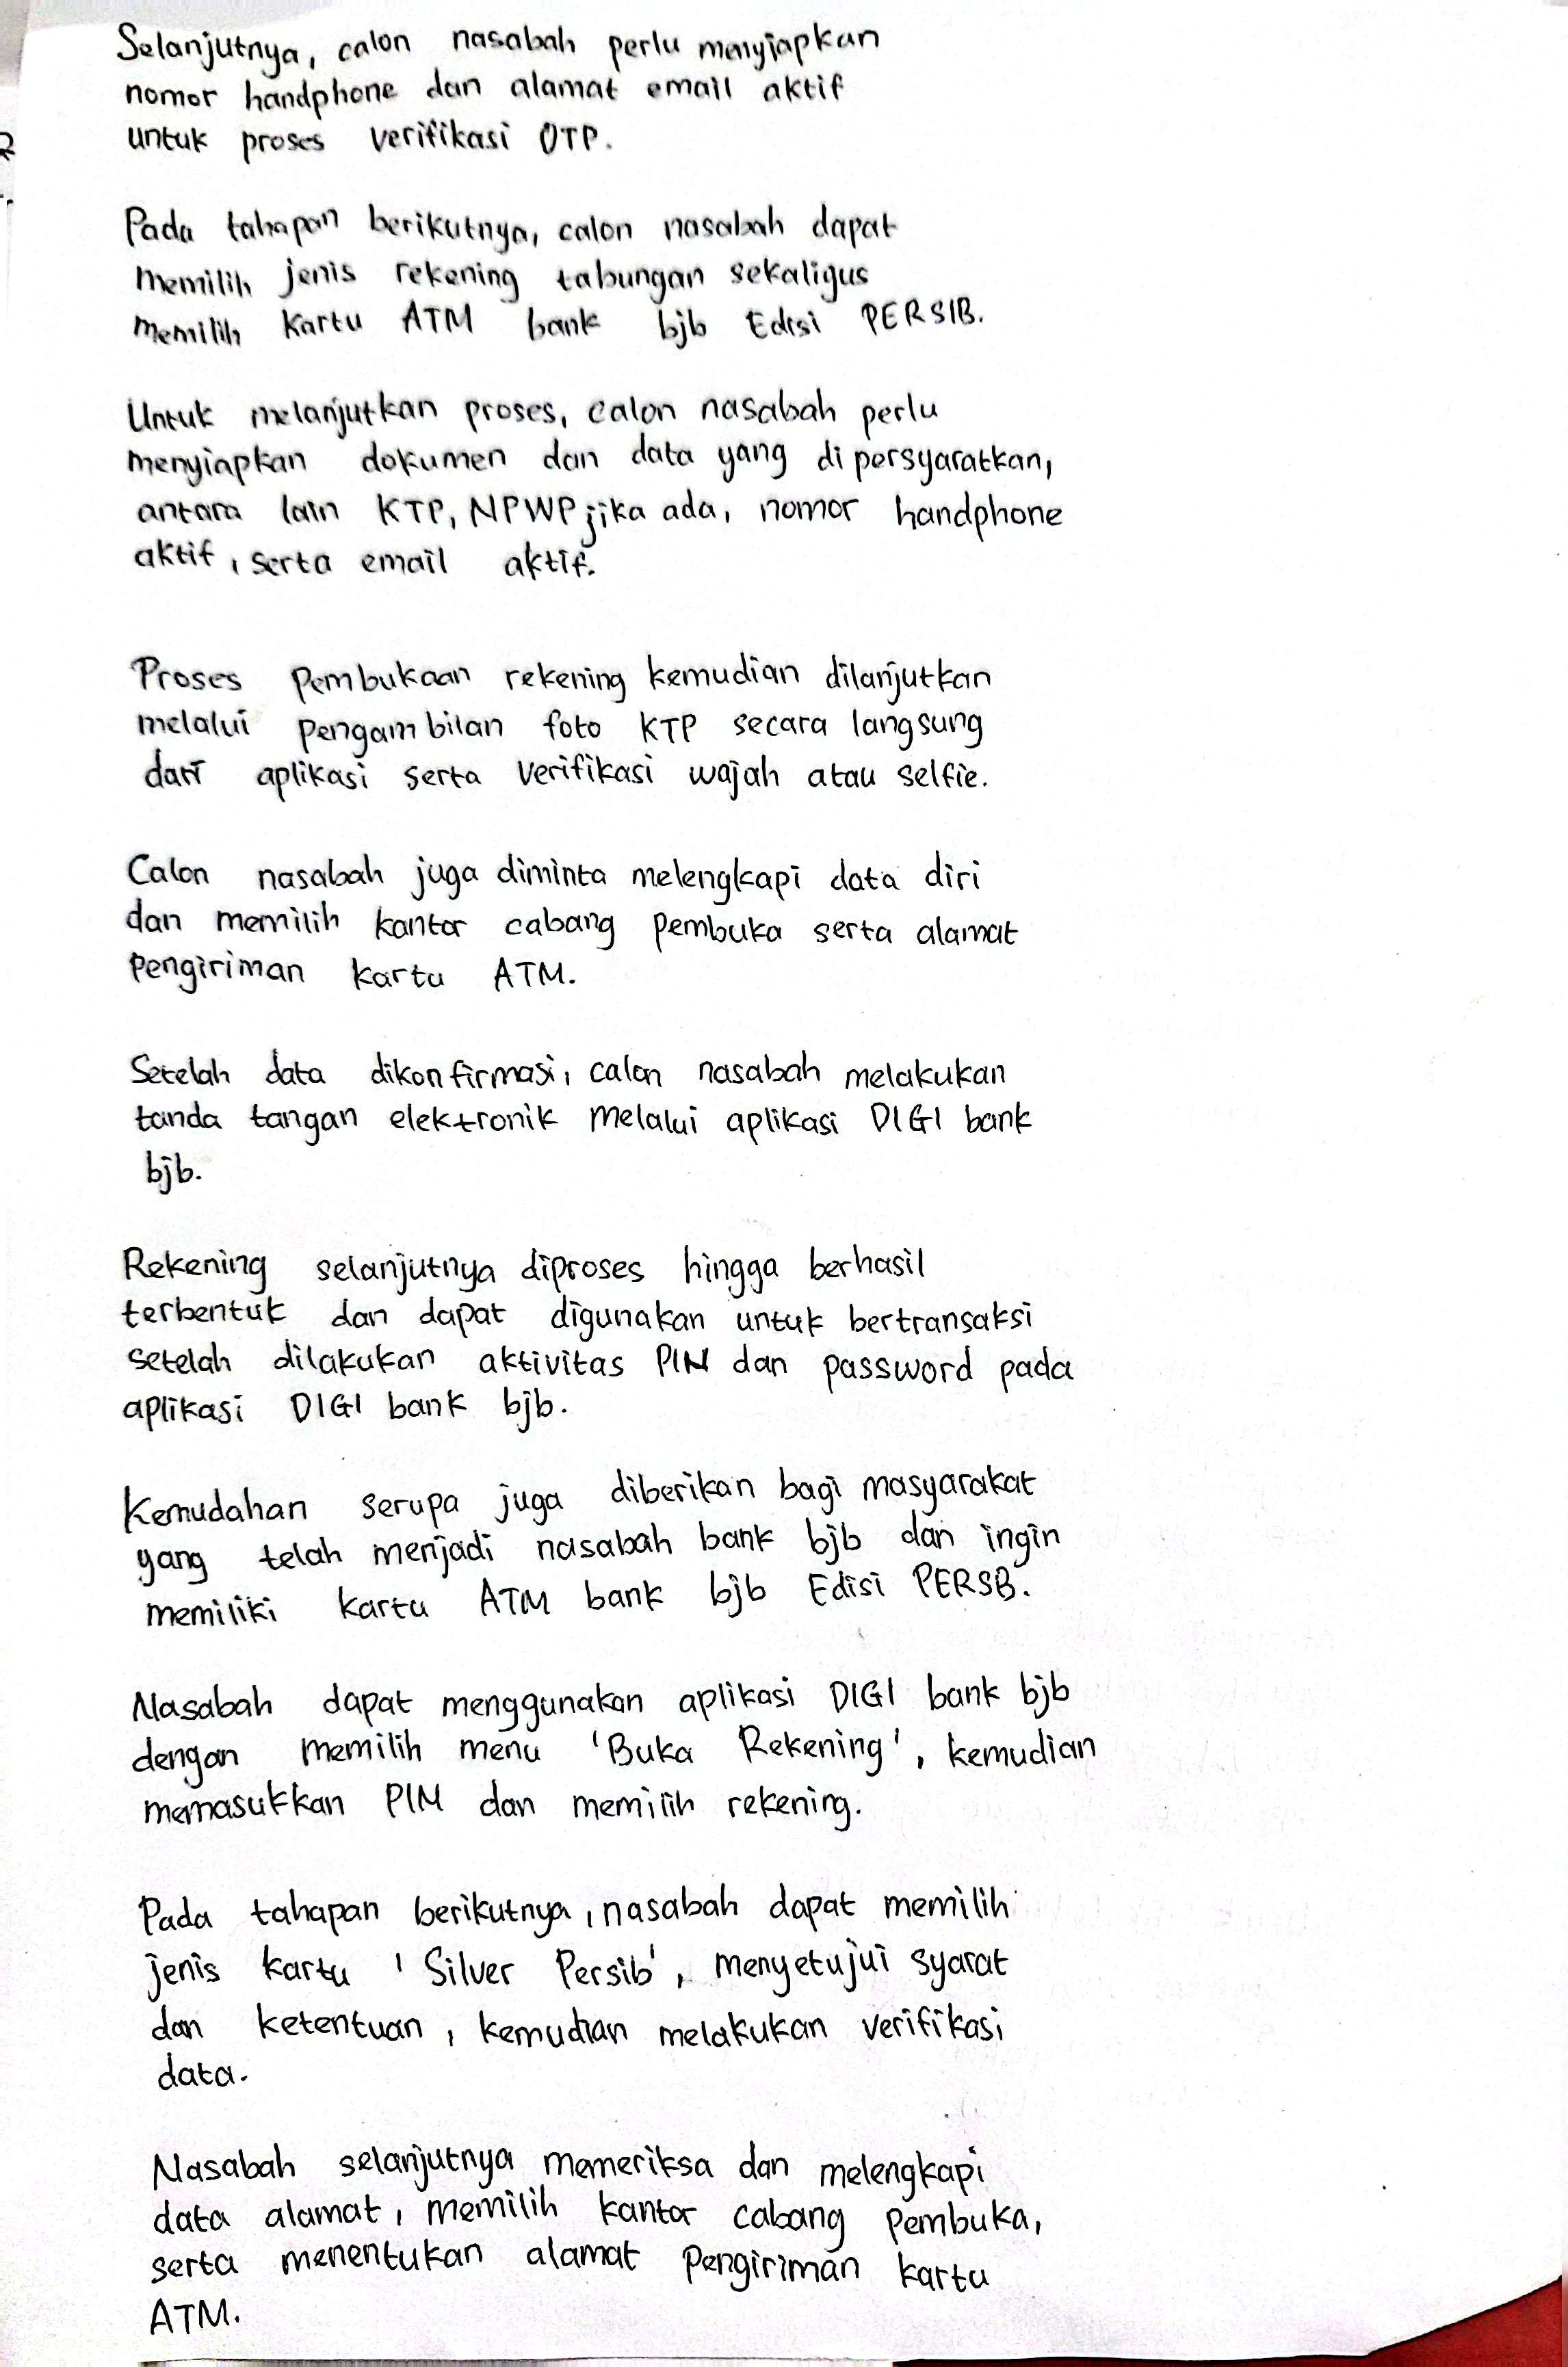 Selanjutnya, calon nasabah perlu menyiapkan
nomor handphone dan alamat email aktif
untuk proses verifikasi OTP.
Pada tahapan berikutnya, calon nasabah dapat
memilih jenis rekening tabungan sekaligus
memilih kartu ATM bank bjb Edisi PERSIB.
Untuk melanjutkan proses, calon nasabah perlu
menyiapkan dokumen dan data yang dipersyaratkan,
antara lain KTP, NPWP jika ada, nomor handphone
aktif, serta email aktif.
Proses pembukaan rekening kemudian dilanjutkan
melalui pengambilan foto KTP secara langsung
dari aplikasi serta verifikasi wajah atau selfie.
Calon nasabah juga diminta melengkapi data diri
dan memilih kantor cabang pembuka serta alamat
pengiriman kartu ATM.
Setelah data dikonfirmasi, calon nasabah melakukan
tanda tangan elektronik melalui aplikasi DIGI bank
bjb.
Rekening selanjutnya diproses hingga berhasil
terbentuk dan dapat digunakan untuk bertransaksi
setelah dilakukan aktivitas PIN dan password pada
aplikasi DIGI bank bjb.
Kemudahan serupa juga diberikan bagi masyarakat
yang telah menjadi nasabah bank bjb dan ingin
memiliki kartu ATM bank bjb Edisi PERSB.
Nasabah dapat menggunakan aplikasi DIGI bank bjb
dengan memilih menu 'Buka Rekening', kemudian
memasukkan PIN dan memilih rekening.
Pada tahapan berikutnya, nasabah dapat memilih
jenis kartu 'Silver Persib', menyetujui syarat
dan ketentuan, kemudian melakukan verifikasi
data.
Nasabah selanjutnya memeriksa dan melengkapi
data alamat, memilih kantor cabang pembuka,
serta menentukan alamat pengiriman kartu
ATM.